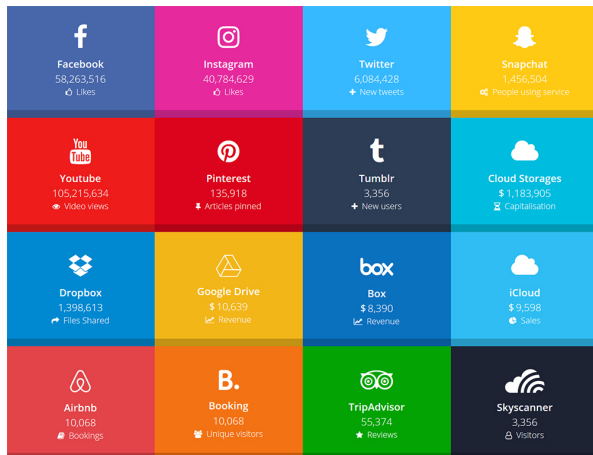 Facebook
58,263,516
Likes
Instagram
40,784,629
Likes
Twitter
6,084,428
New tweets
Snapchat
1,456,504
People using service
You
Tube
Youtube
105,215,634
Video views
Pinterest
135,918
Articles pinned
Tumblr
3,356
New users
Cloud Storages
$ 1,183,905
Capitalisation
Dropbox
1,398,613
Files Shared
Google Drive
$ 10,639
Revenue
box
Box
$ 8,390
Revenue
iCloud
$ 9,598
Sales
Airbnb
10,068
Bookings
B.
Booking
10,068
Unique visitors
TripAdvisor
55,374
Reviews
Skyscanner
3,356
Visitors